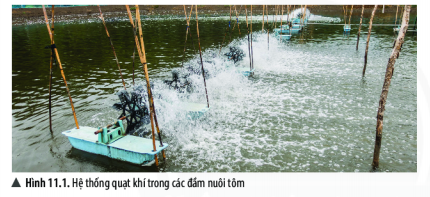 ▲ Hình 11.1. Hệ thống quạt khí trong các đầm nuôi tôm